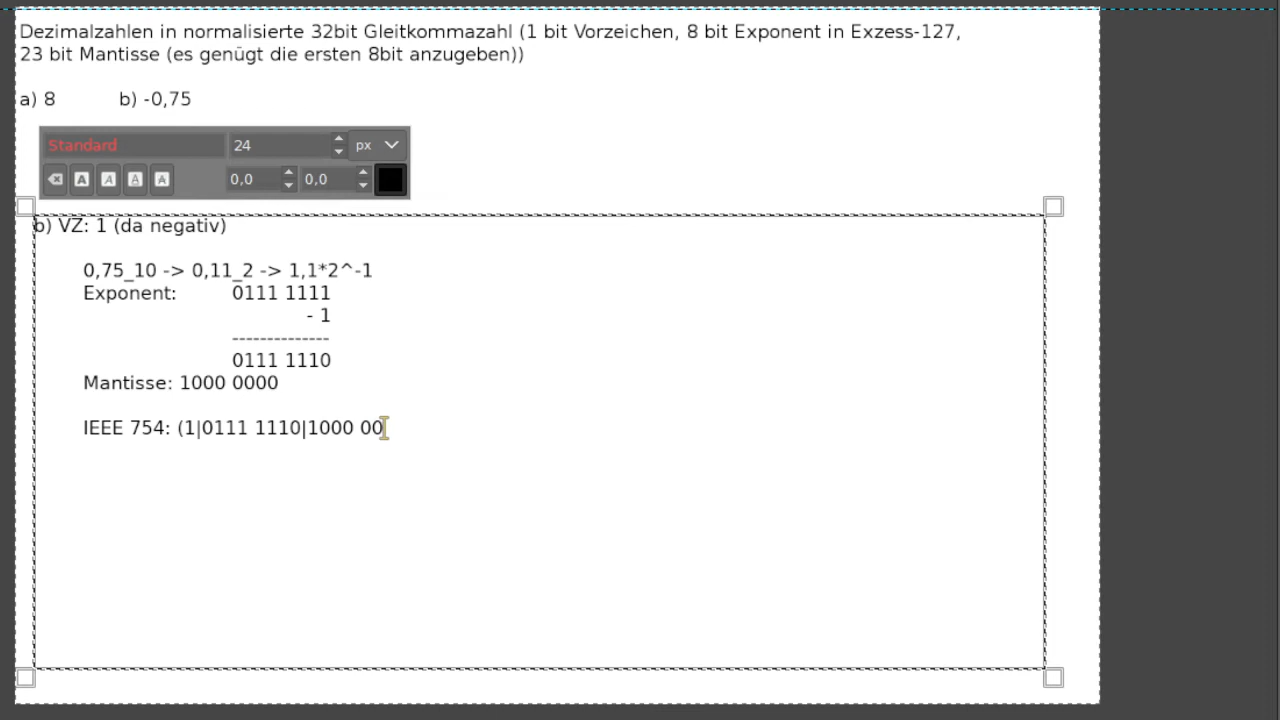 Dezimalzahlen in normalisierte 32bit Gleitkommazahl (1 bit Vorzeichen, 8 bit Exponent in Exzess-127,
23 bit Mantisse (es genügt die ersten 8bit anzugeben))
a) 8 b) -0,75
Standard 24 px
A A A A 0,0 0,0
b) VZ: 1 (da negativ)
0,75_10 -> 0,11_2 -> 1,1*2^-1
Exponent: 0111 1111
- 1
--------------
0111 1110
Mantisse: 1000 0000
IEEE 754: (1|0111 1110|1000 00